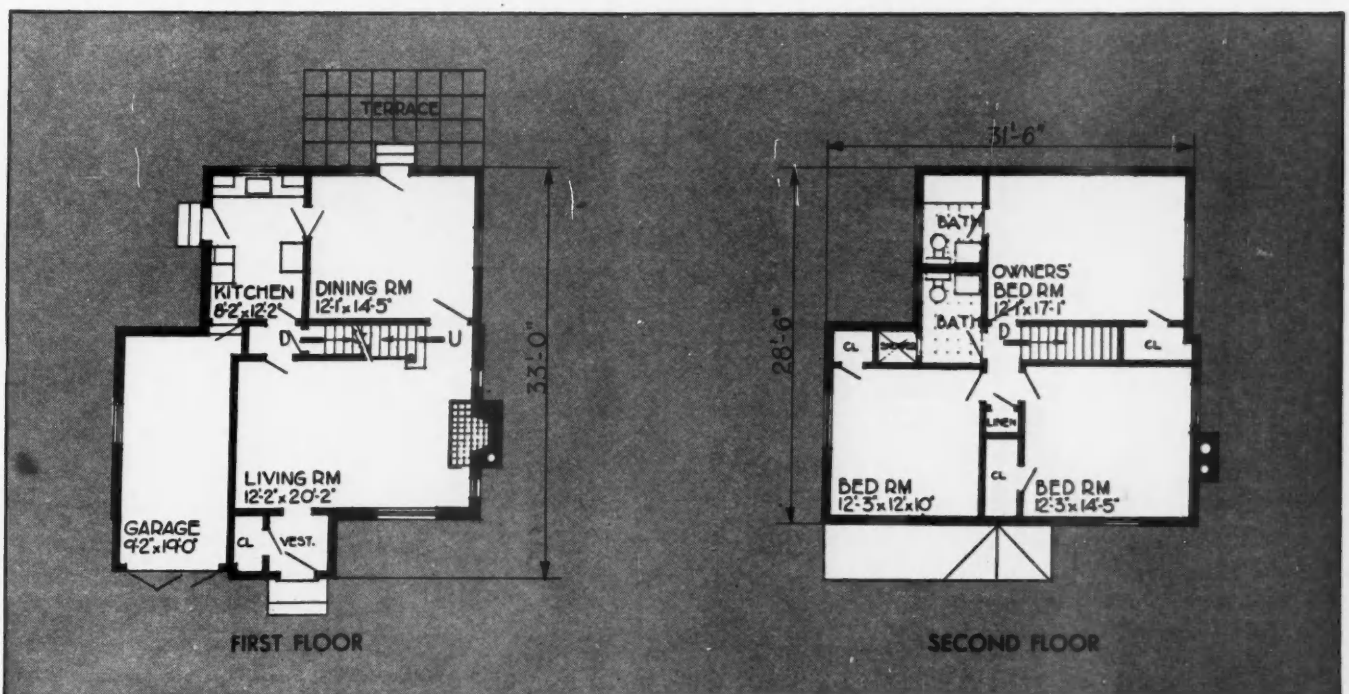 TERRACE
KITCHEN
8'-2"x12'-2"
DINING RM
12'-1"x14'-5"
D
U
33'-0"
LIVING RM
12'-2"x20'-2"
GARAGE
9'-2"x19'-0"
CL
VEST.
FIRST FLOOR
31'-6"
28'-6"
BATH
OWNERS'
BED RM
12'-1"x17'-1"
BATH
D
CL
CL
LINEN
CL
BED RM
12'-3"x12'x10"
BED RM
12'-3"x14'-5"
SECOND FLOOR